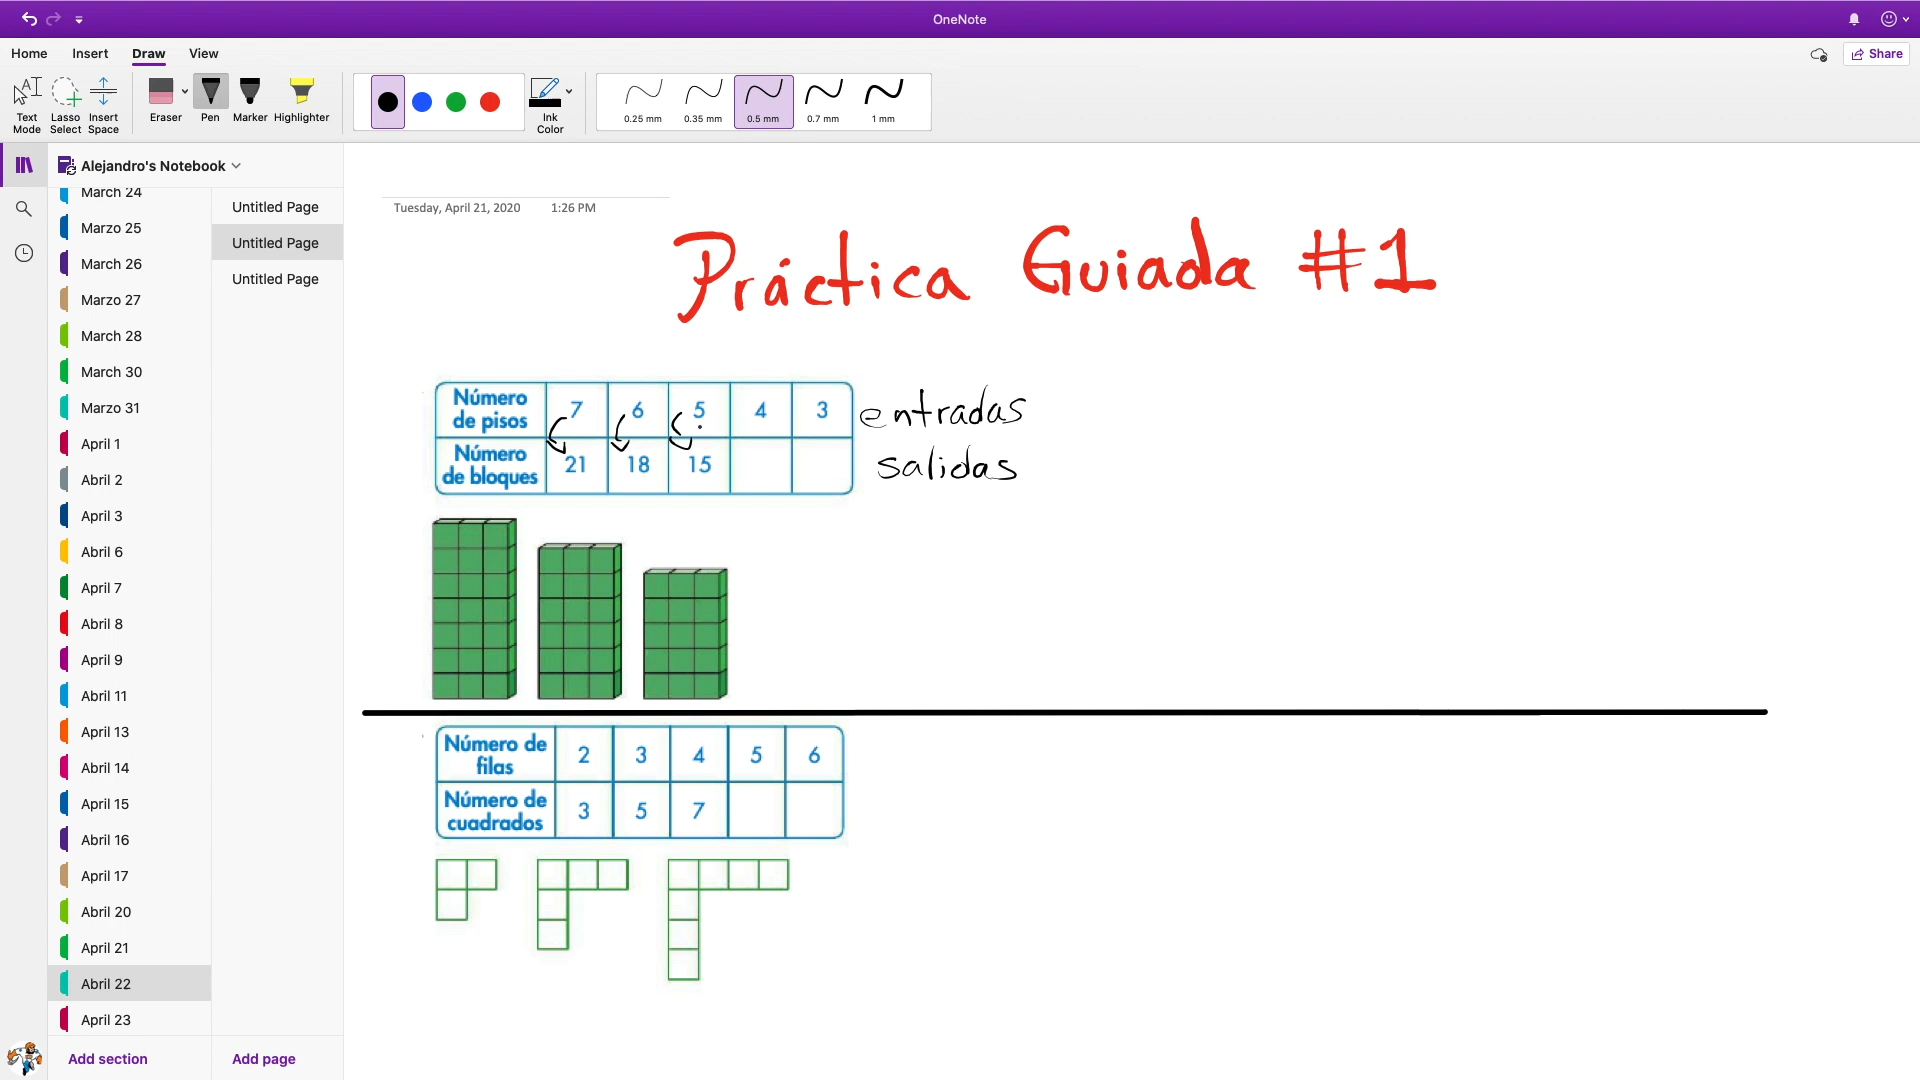 OneNote
Home Insert Draw View
Share
Text Mode
Lasso Select
Insert Space
Eraser
Pen
Marker
Highlighter
Ink Color
0.25 mm
0.35 mm
0.5 mm
0.7 mm
1 mm
Alejandro's Notebook
March 24
Marzo 25
March 26
Marzo 27
March 28
March 30
Marzo 31
April 1
Abril 2
April 3
Abril 6
April 7
Abril 8
April 9
Abril 11
April 13
Abril 14
April 15
Abril 16
April 17
Abril 20
April 21
Abril 22
April 23
Add section
Untitled Page
Untitled Page
Untitled Page
Add page
Tuesday, April 21, 2020 1:26 PM
Práctica Guiada #1
Número de pisos 7 6 5 4 3 entradas
Número de bloques 21 18 15 salidas
Número de filas 2 3 4 5 6
Número de cuadrados 3 5 7